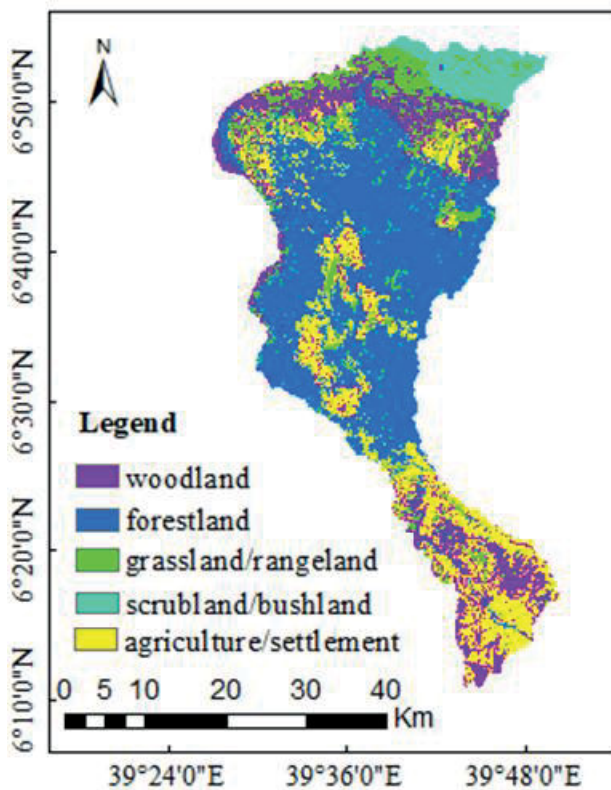 N
6°50'0"N
6°40'0"N
6°30'0"N
6°20'0"N
6°10'0"N
Legend
woodland
forestland
grassland/rangeland
scrubland/bushland
agriculture/settlement
0 5 10 20 30 40
Km
39°24'0"E 39°36'0"E 39°48'0"E